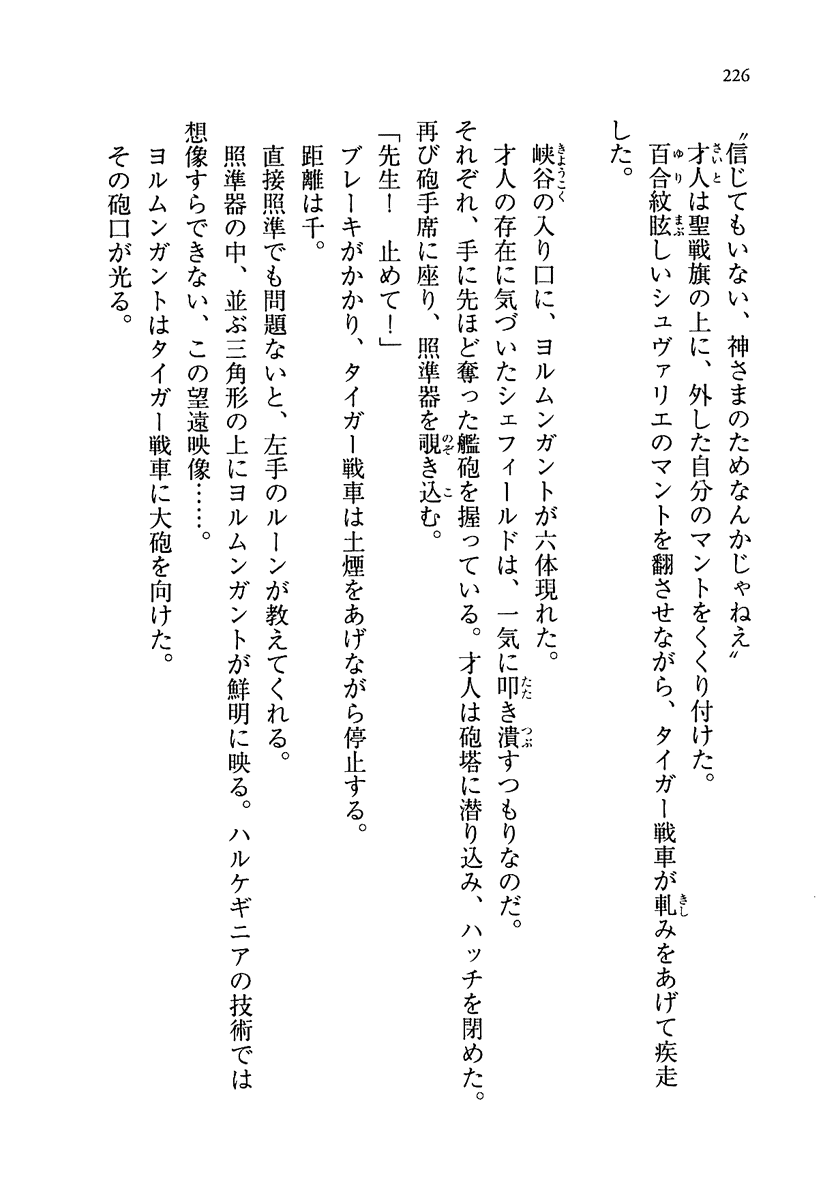 226
〝信じてもいない、神さまのためなんかじゃねえ〟
才人は聖戦旗の上に、外した自分のマントをくくり付けた。
百合紋眩しいシュヴァリエのマントを翻させながら、タイガー戦車が軋みをあげて疾走
した。
峡谷の入り口に、ヨルムンガントが六体現れた。
才人の存在に気づいたシェフィールドは、一気に叩き潰すつもりなのだ。
それぞれ、手に先ほど奪った艦砲を握っている。才人は砲塔に潜り込み、ハッチを閉めた。
再び砲手席に座り、照準器を覗き込む。
「先生！　止めて！」
ブレーキがかかり、タイガー戦車は土煙をあげながら停止する。
距離は千。
直接照準でも問題ないと、左手のルーンが教えてくれる。
照準器の中、並ぶ三角形の上にヨルムンガントが鮮明に映る。ハルケギニアの技術では
想像すらできない、この望遠映像……。
ヨルムンガントはタイガー戦車に大砲を向けた。
その砲口が光る。